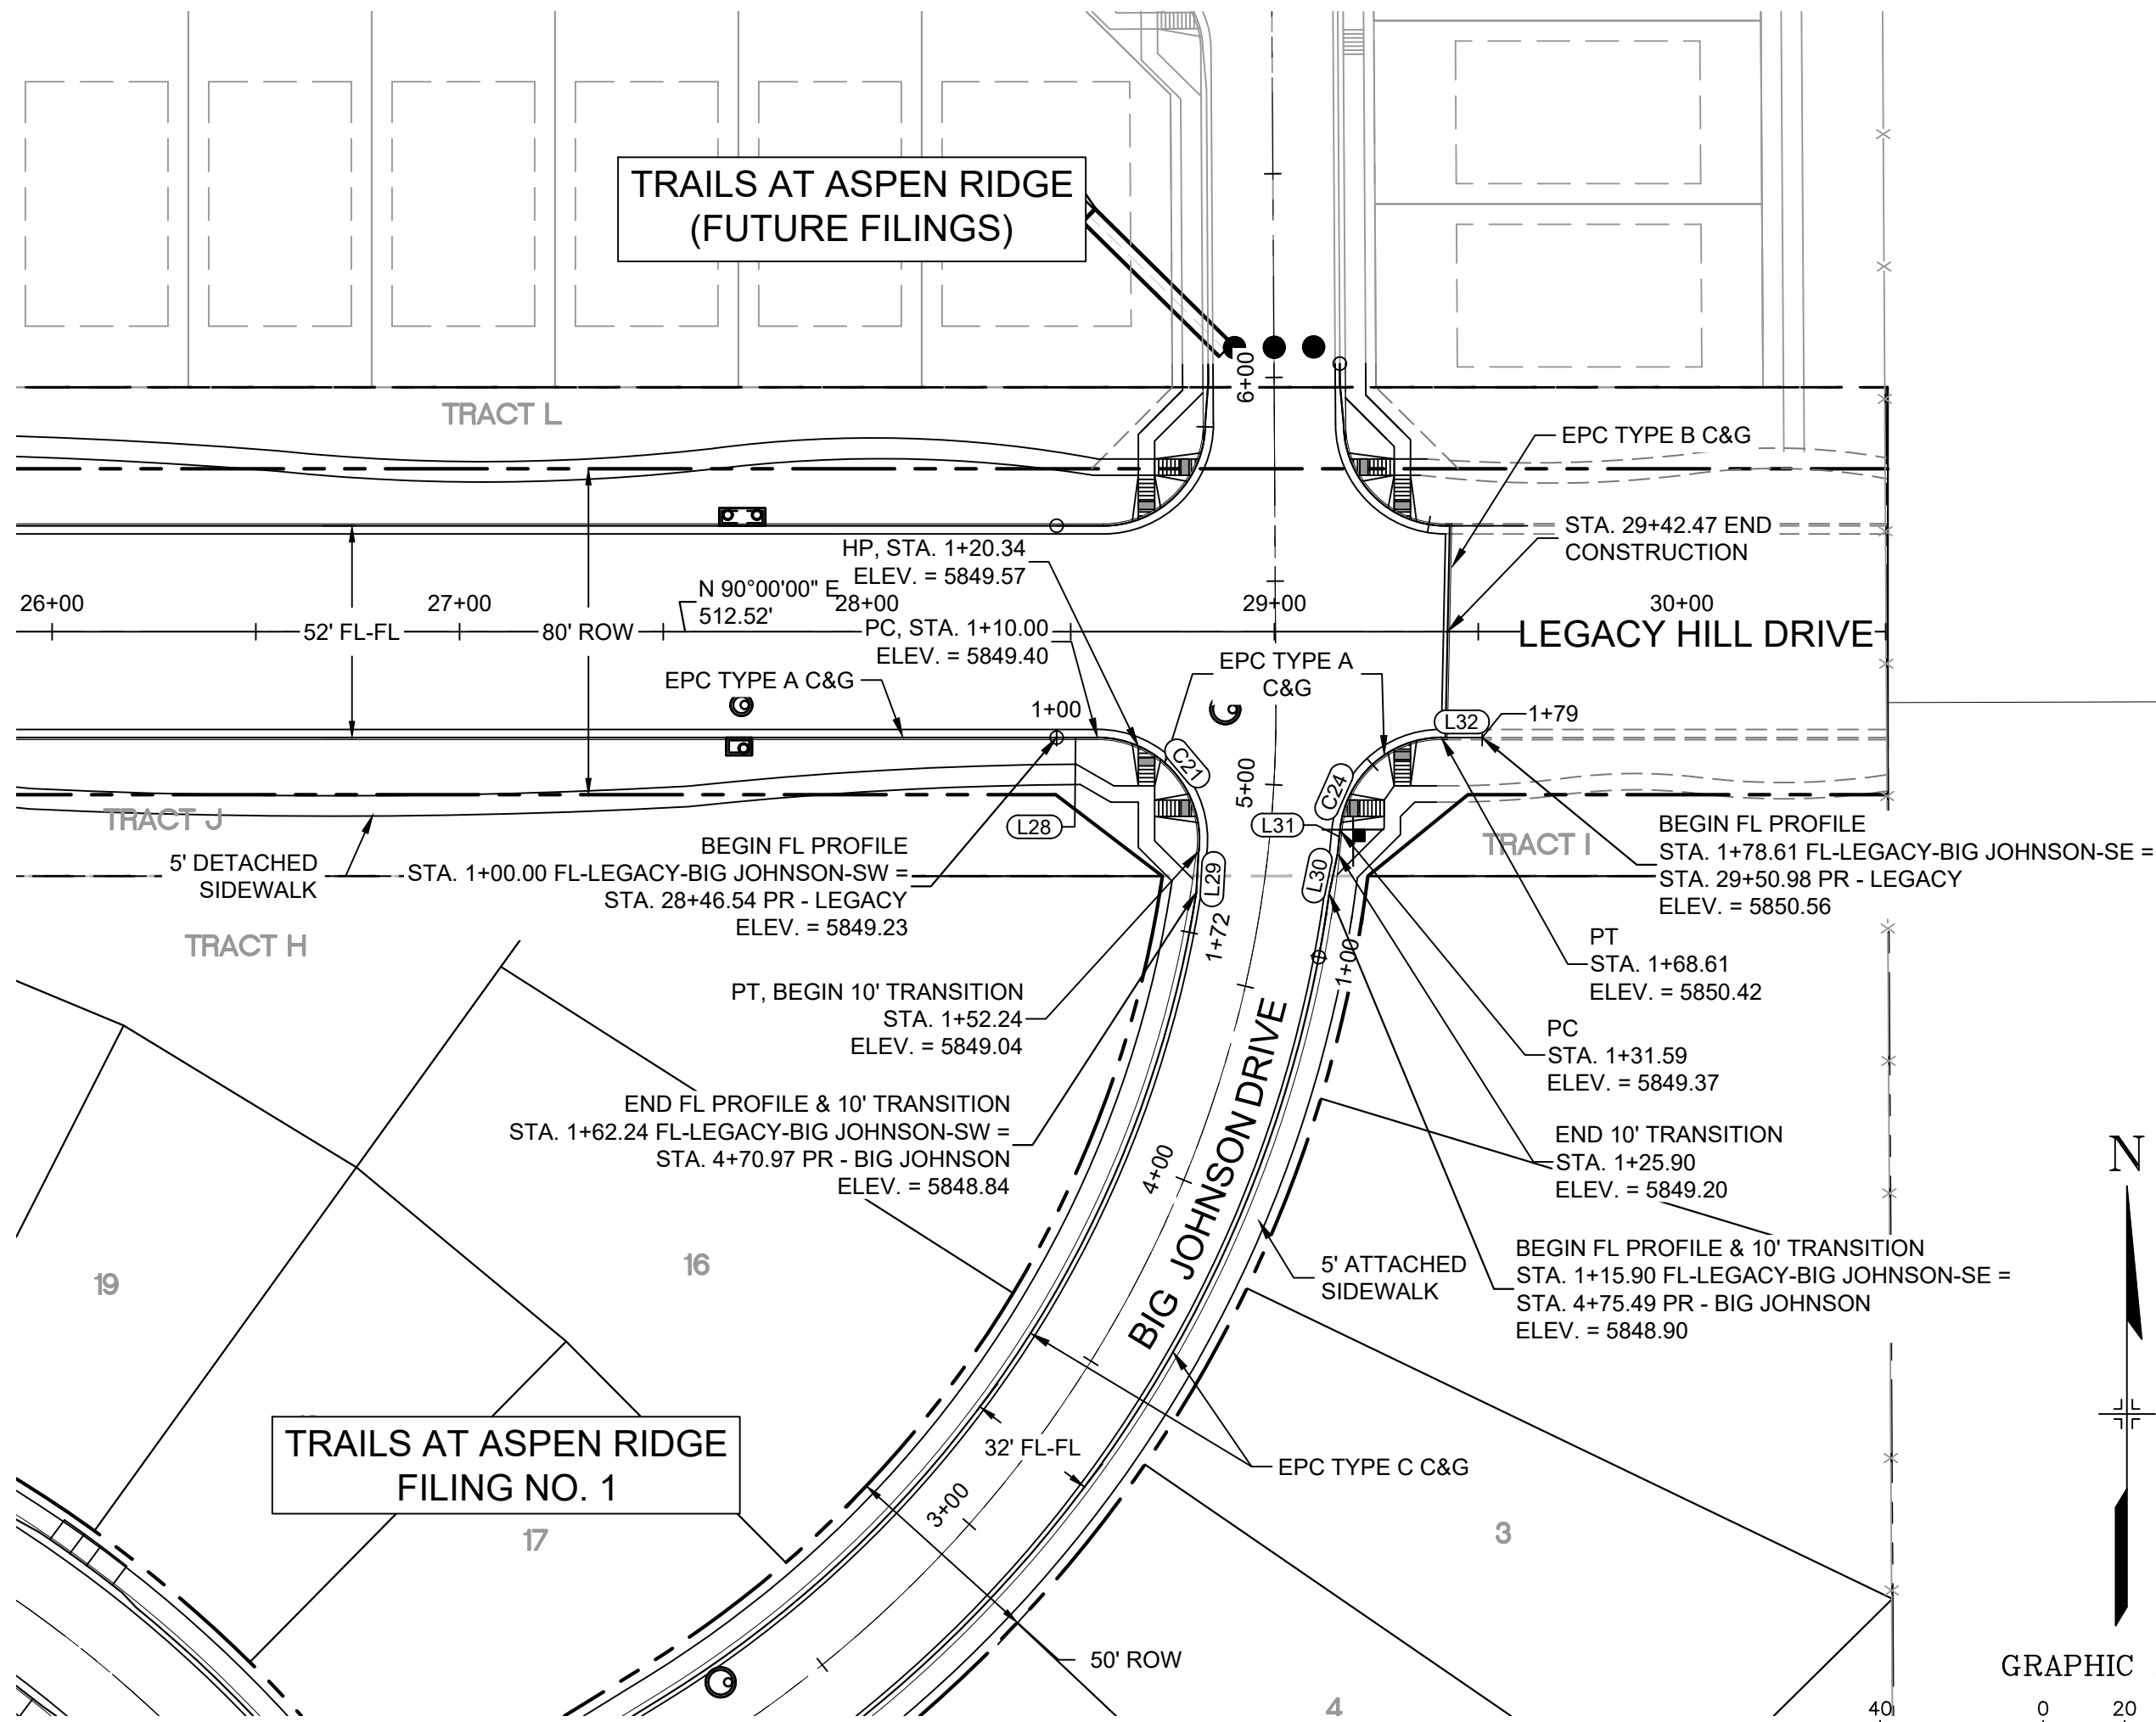 TRAILS AT ASPEN RIDGE
(FUTURE FILINGS)
6+00
TRACT L
EPC TYPE B C&G
STA. 29+42.47 END
CONSTRUCTION
HP, STA. 1+20.34
ELEV. = 5849.57
N 90°00'00" E
512.52'
26+00
27+00
28+00
29+00
30+00
52' FL-FL
80' ROW
PC, STA. 1+10.00
ELEV. = 5849.40
LEGACY HILL DRIVE
EPC TYPE A C&G
EPC TYPE A
C&G
1+00
L32
1+79
C21
C24
5+00
L28
L31
L29
L30
TRACT J
TRACT I
5' DETACHED
SIDEWALK
BEGIN FL PROFILE
STA. 1+00.00 FL-LEGACY-BIG JOHNSON-SW =
STA. 28+46.54 PR - LEGACY
ELEV. = 5849.23
BEGIN FL PROFILE
STA. 1+78.61 FL-LEGACY-BIG JOHNSON-SE =
STA. 29+50.98 PR - LEGACY
ELEV. = 5850.56
TRACT H
1+72
1+00
PT
STA. 1+68.61
ELEV. = 5850.42
PT, BEGIN 10' TRANSITION
STA. 1+52.24
ELEV. = 5849.04
PC
STA. 1+31.59
ELEV. = 5849.37
END FL PROFILE & 10' TRANSITION
STA. 1+62.24 FL-LEGACY-BIG JOHNSON-SW =
STA. 4+70.97 PR - BIG JOHNSON
ELEV. = 5848.84
END 10' TRANSITION
STA. 1+25.90
ELEV. = 5849.20
4+00
BIG JOHNSON DRIVE
N
BEGIN FL PROFILE & 10' TRANSITION
STA. 1+15.90 FL-LEGACY-BIG JOHNSON-SE =
STA. 4+75.49 PR - BIG JOHNSON
ELEV. = 5848.90
5' ATTACHED
SIDEWALK
19
16
TRAILS AT ASPEN RIDGE
FILING NO. 1
32' FL-FL
EPC TYPE C C&G
3+00
17
3
50' ROW
4
GRAPHIC
40
0
20